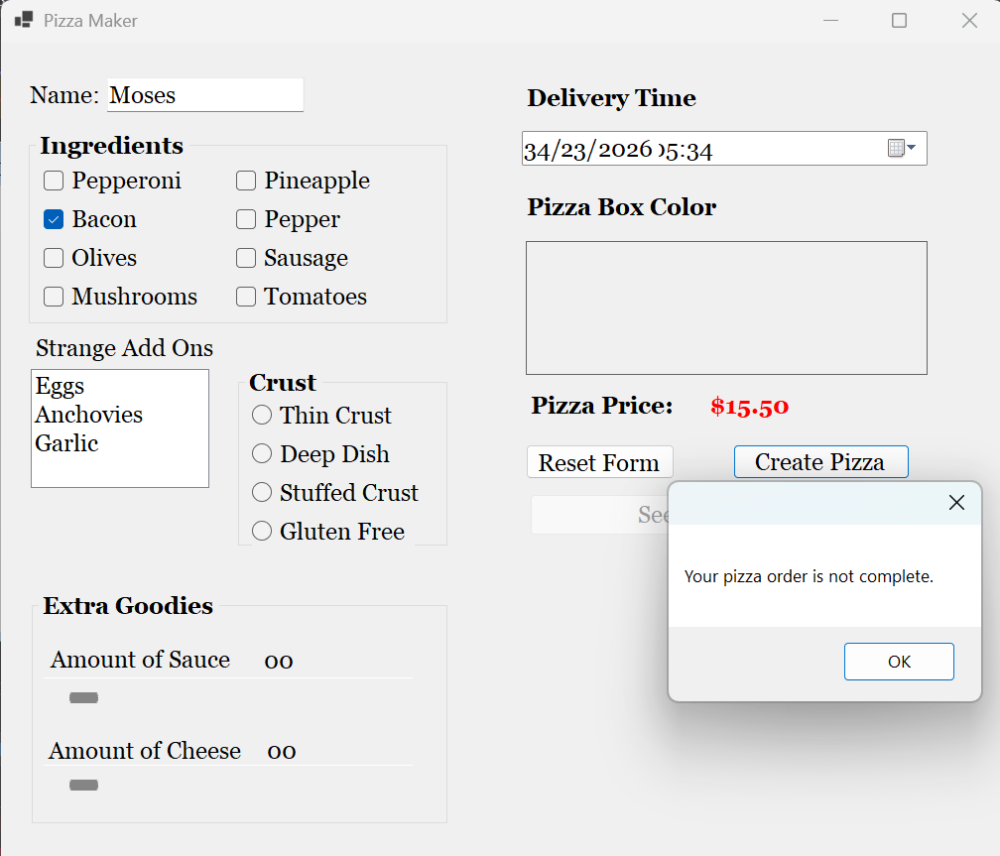 Pizza Maker
Name: Moses
Ingredients
Pepperoni
Pineapple
Bacon
Pepper
Olives
Sausage
Mushrooms
Tomatoes
Strange Add Ons
Eggs
Anchovies
Garlic
Crust
Thin Crust
Deep Dish
Stuffed Crust
Gluten Free
Extra Goodies
Amount of Sauce 00
Amount of Cheese 00
Delivery Time
34/23/2026 05:34
Pizza Box Color
Pizza Price: $15.50
Reset Form
Create Pizza
Your pizza order is not complete.
OK